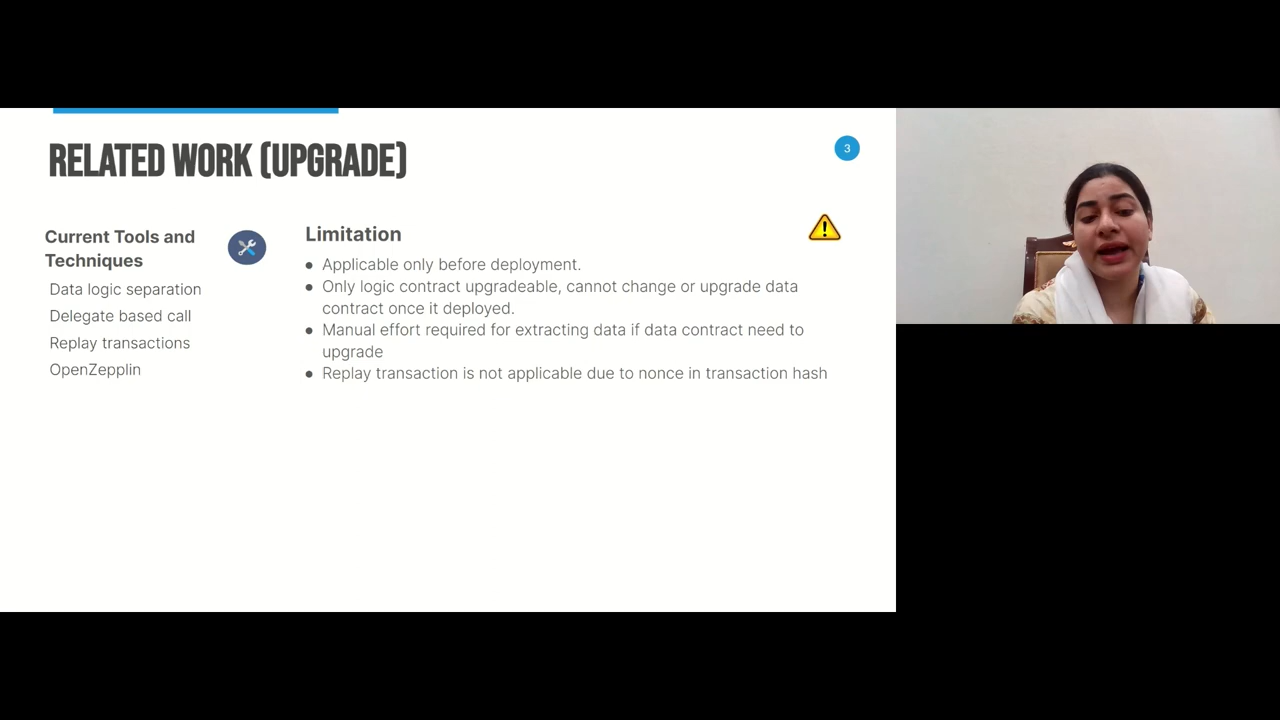 RELATED WORK (UPGRADE)
3
Current Tools and
Techniques
Data logic separation
Delegate based call
Replay transactions
OpenZepplin
Limitation
Applicable only before deployment.
Only logic contract upgradeable, cannot change or upgrade data
contract once it deployed.
Manual effort required for extracting data if data contract need to
upgrade
Replay transaction is not applicable due to nonce in transaction hash